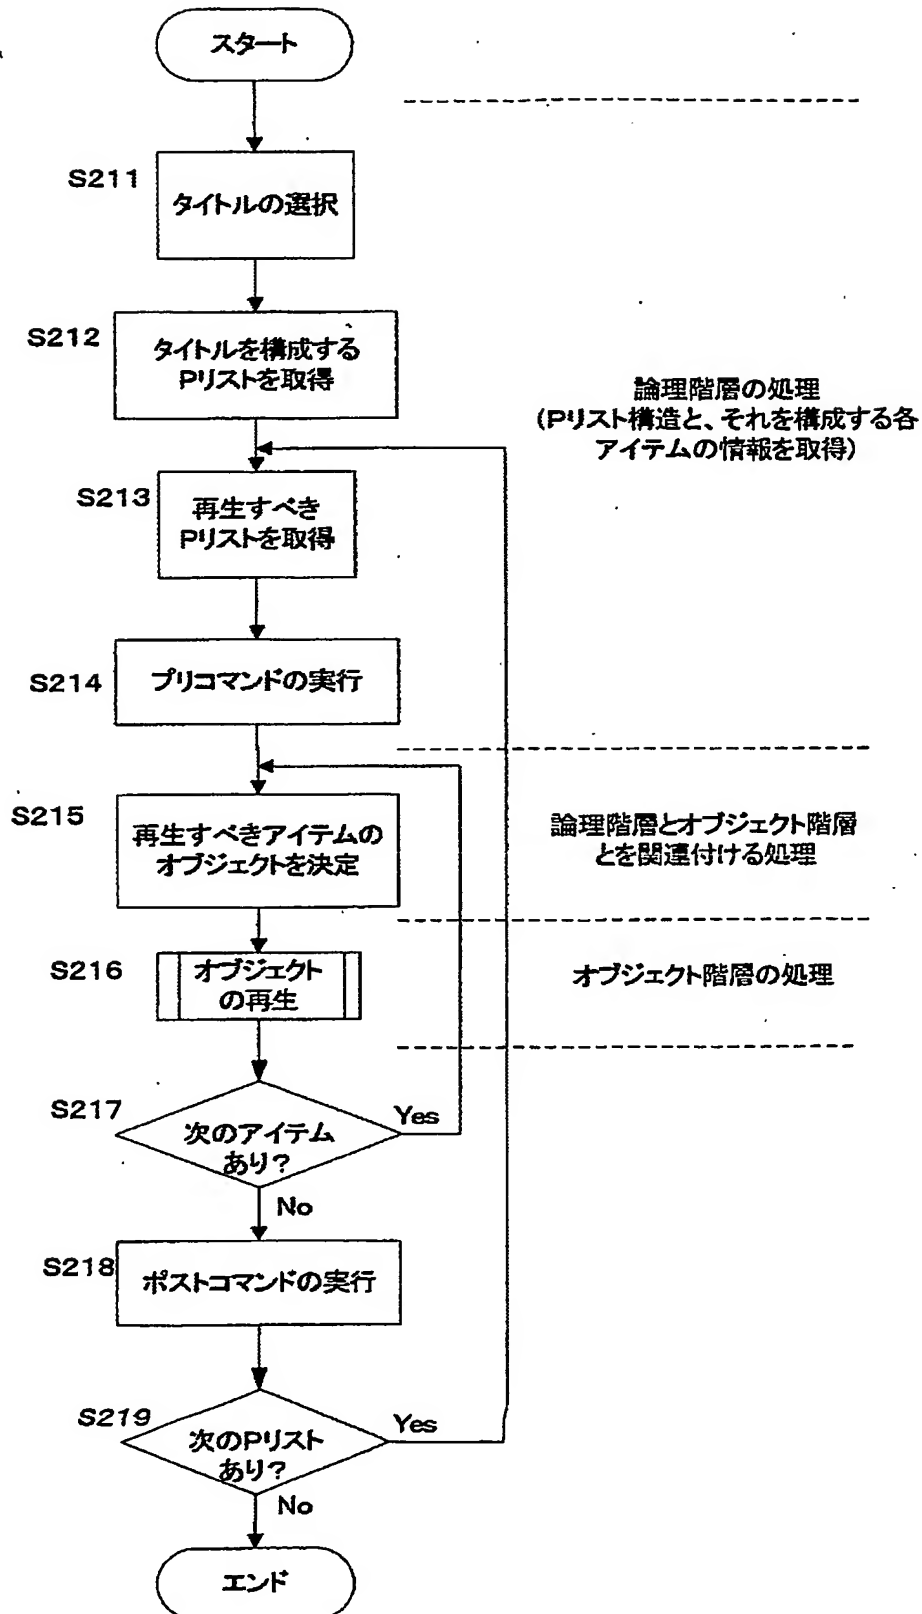 スタート
S211
タイトルの選択
S212
タイトルを構成する
Pリストを取得
論理階層の処理
(Pリスト構造と、それを構成する各
アイテムの情報を取得)
S213
再生すべき
Pリストを取得
S214
プリコマンドの実行
S215
再生すべきアイテムの
オブジェクトを決定
論理階層とオブジェクト階層
とを関連付ける処理
S216
オブジェクト
の再生
オブジェクト階層の処理
S217
次のアイテム
あり?
Yes
No
S218
ポストコマンドの実行
S219
次のPリスト
あり?
Yes
No
エンド